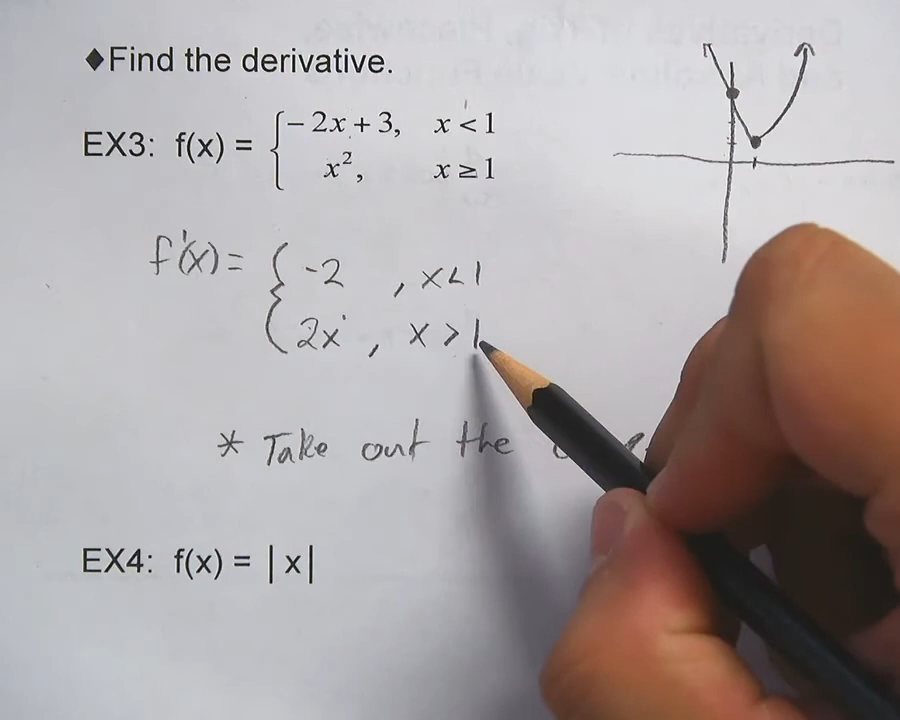 ♦Find the derivative.
EX3: f(x) = { -2x + 3, x < 1
x², x ≥ 1
f'(x) = { -2 , x < 1
2x , x > 1
* Take out the
EX4: f(x) = | x |